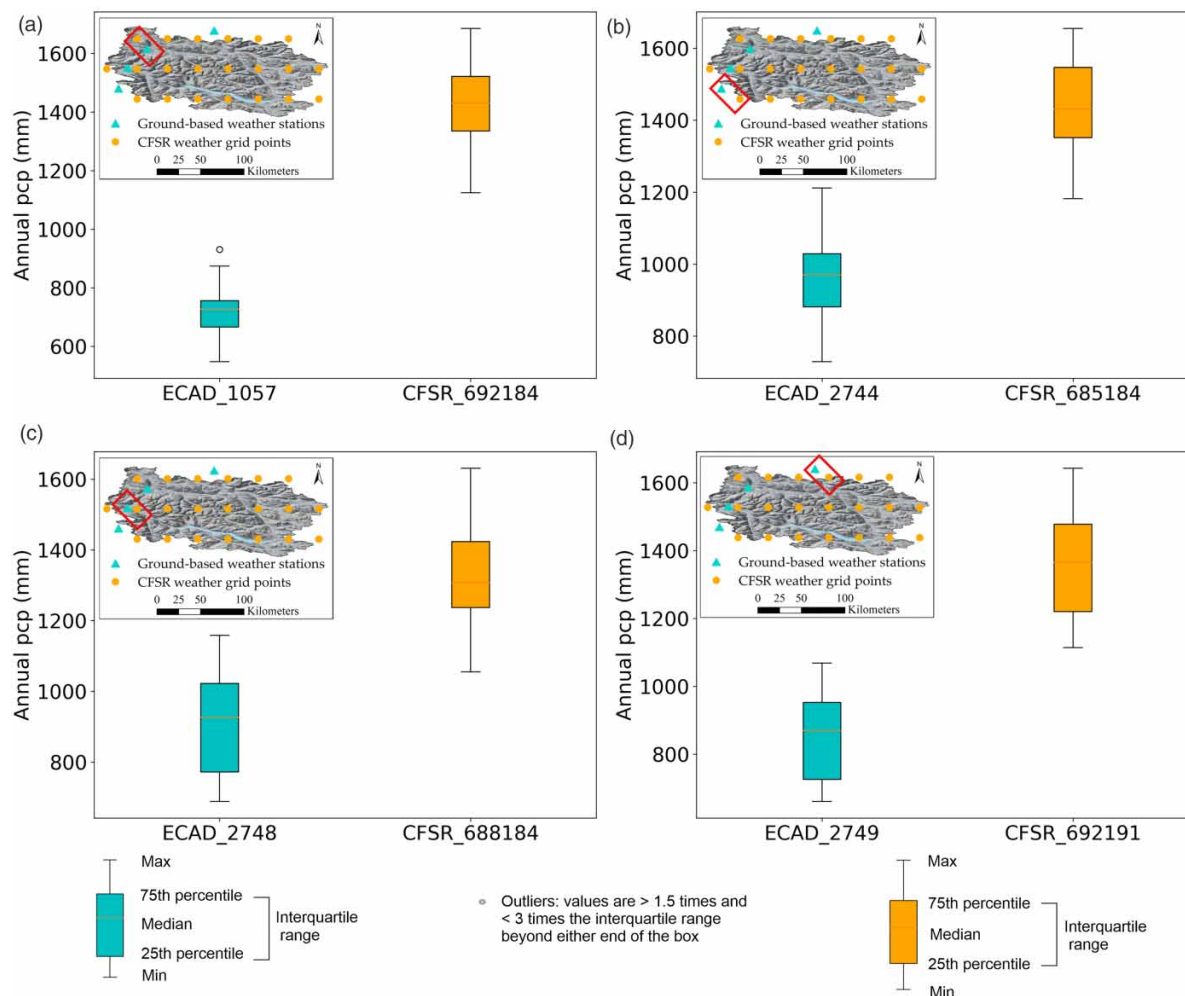 (a)
Annual pcp (mm)
1600
1400
1200
1000
800
600
N
Ground-based weather stations
CFSR weather grid points
0 25 50 100
Kilometers
ECAD_1057 CFSR_692184
(b)
Annual pcp (mm)
1600
1400
1200
1000
800
N
Ground-based weather stations
CFSR weather grid points
0 25 50 100
Kilometers
ECAD_2744 CFSR_685184
(c)
Annual pcp (mm)
1600
1400
1200
1000
800
N
Ground-based weather stations
CFSR weather grid points
0 25 50 100
Kilometers
ECAD_2748 CFSR_688184
(d)
Annual pcp (mm)
1600
1400
1200
1000
800
N
Ground-based weather stations
CFSR weather grid points
0 25 50 100
Kilometers
ECAD_2749 CFSR_692191
Max
75th percentile
Median
25th percentile
Min
Interquartile
range
Outliers: values are > 1.5 times and
< 3 times the interquartile range
beyond either end of the box
Max
75th percentile
Median
25th percentile
Min
Interquartile
range